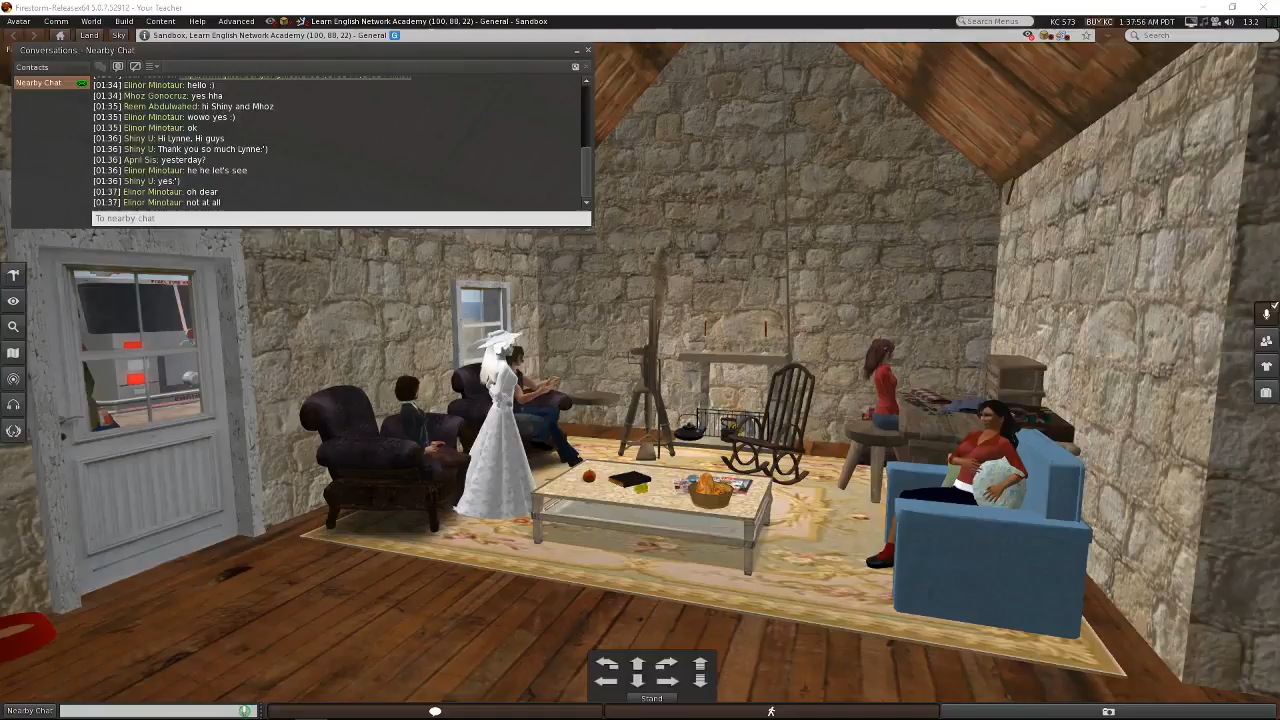 Firestorm-Releasex64 5.0.7.52912 - Your Teacher
Avatar Comm World Build Content Help Advanced Learn English Network Academy (100, 88, 22) - General - Sandbox Search Menus KC 573 BUY KC 1:37:56 AM PDT 13.2
Land Sky Sandbox, Learn English Network Academy (100, 88, 22) - General G Search
Conversations - Nearby Chat
Contacts
Nearby Chat
[01:34] Elinor Minotaur: hello :)
[01:34] Mhoz Gonocruz: yes hha
[01:35] Reem Abdulwahed: hi Shiny and Mhoz
[01:35] Elinor Minotaur: wowo yes :)
[01:35] Elinor Minotaur: ok
[01:36] Shiny U: Hi Lynne, Hi guys
[01:36] Shiny U: Thank you so much Lynne:')
[01:36] April Sis: yesterday?
[01:36] Elinor Minotaur: he he let's see
[01:36] Shiny U: yes:')
[01:37] Elinor Minotaur: oh dear
[01:37] Elinor Minotaur: not at all
To nearby chat
Stand
Nearby Chat